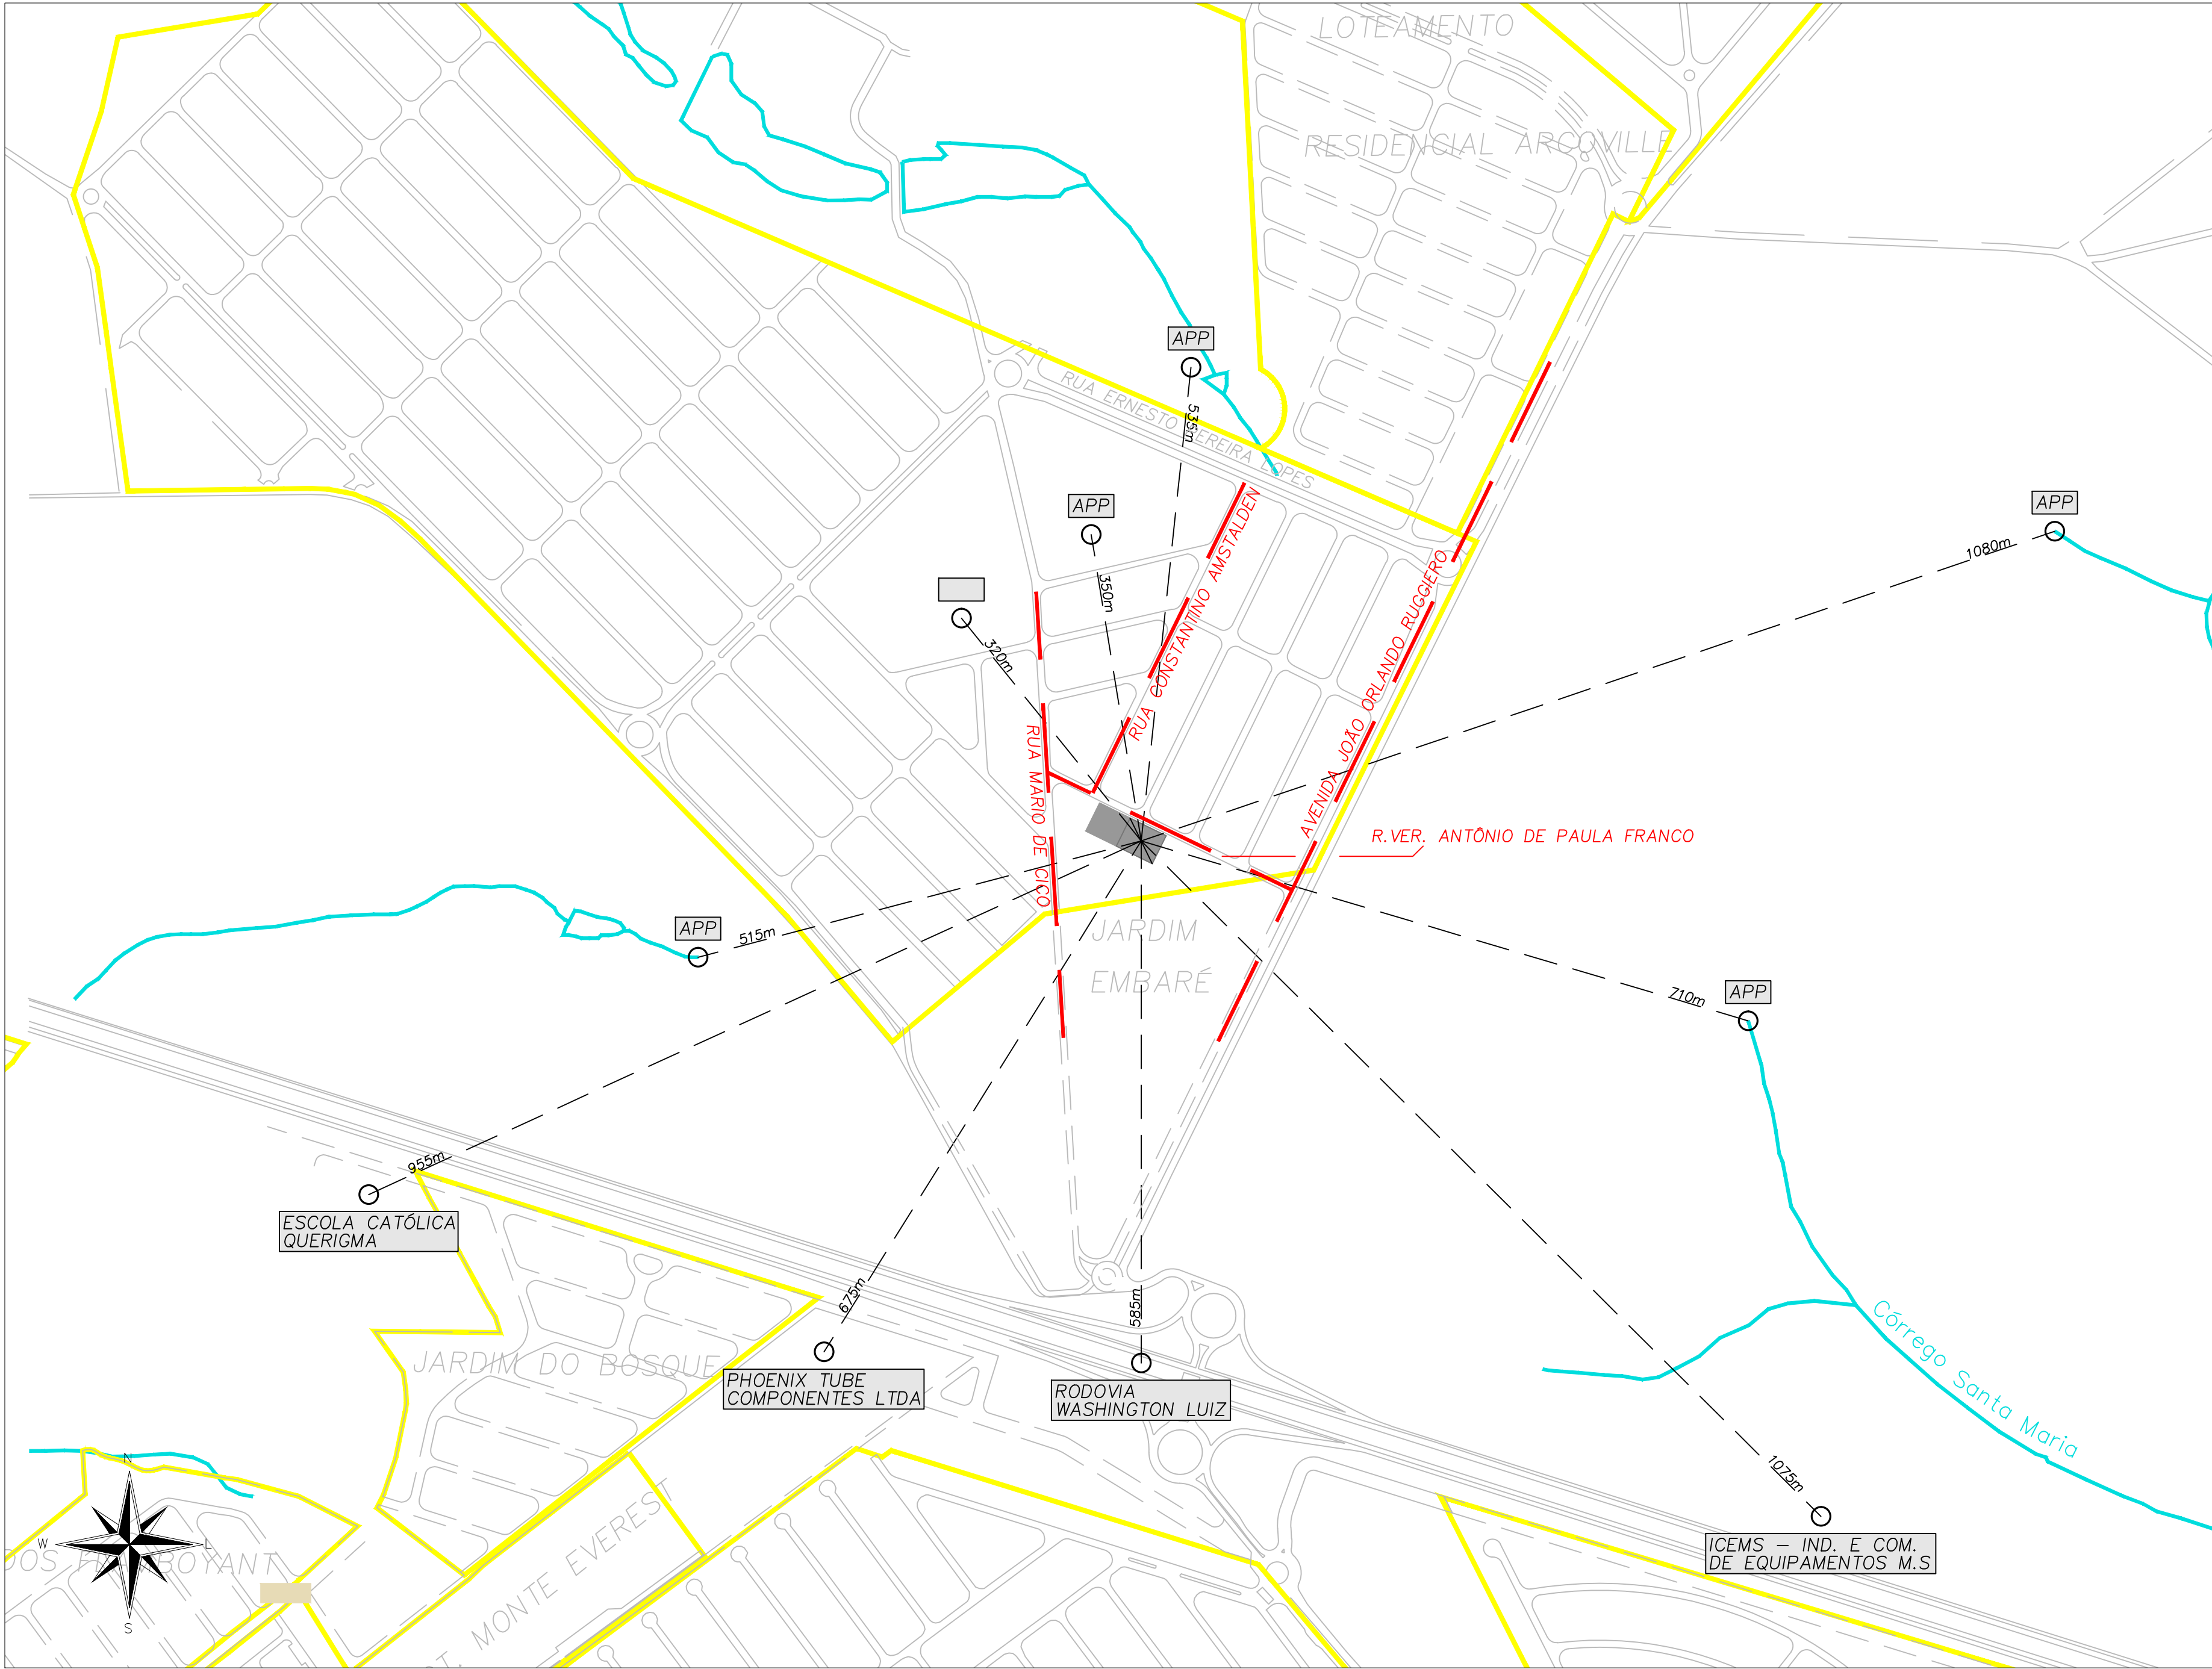 LOTEAMENTO
RESIDENCIAL ARCOVILLE
APP
RUA ERNESTO PEREIRA LOPES
535m
APP
350m
RUA CONSTANTINO AMSTALDEN
AVENIDA JOÃO ORLANDO RUGGIERO
APP
1080m
320m
RUA MARIO DE CICO
R.VER. ANTÔNIO DE PAULA FRANCO
APP
515m
JARDIM
EMBARÉ
710m
APP
955m
ESCOLA CATÓLICA
QUERIGMA
675m
585m
JARDIM DO BOSQUE
PHOENIX TUBE
COMPONENTES LTDA
RODOVIA
WASHINGTON LUIZ
Córrego Santa Maria
1075m
ICEMS – IND. E COM.
DE EQUIPAMENTOS M.S
N
W
L
S
DOS
MONTE EVEREST